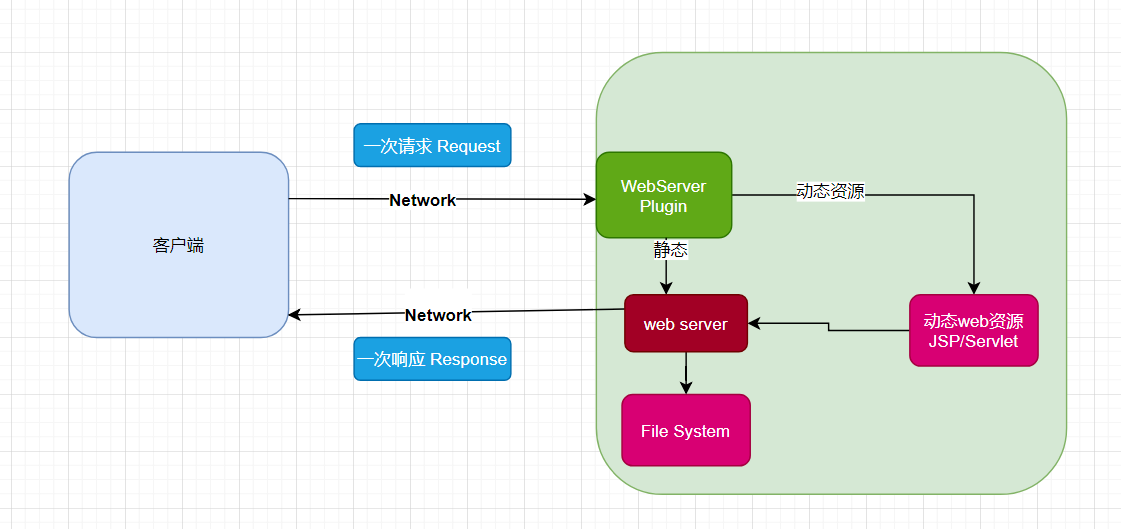 一次请求 Request
Network
客户端
WebServer
Plugin
动态资源
静态
Network
web server
动态web资源
JSP/Servlet
一次响应 Response
File System